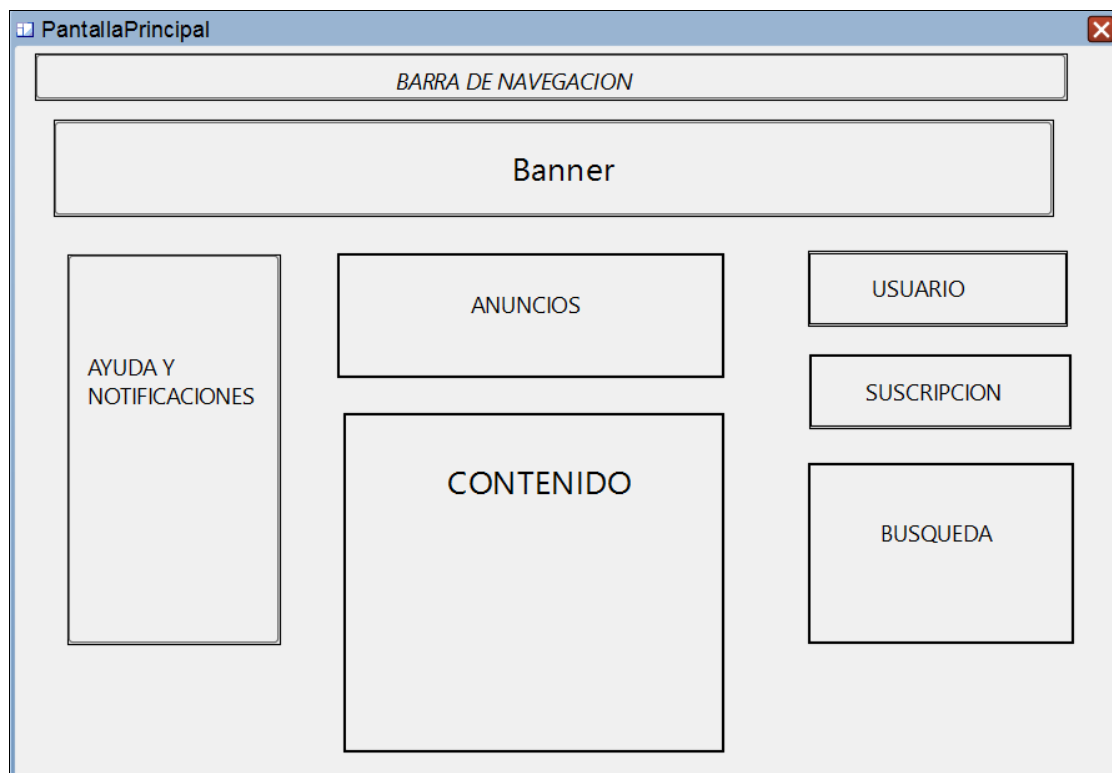 PantallaPrincipal
BARRA DE NAVEGACION
Banner
AYUDA Y
NOTIFICACIONES
ANUNCIOS
CONTENIDO
USUARIO
SUSCRIPCION
BUSQUEDA